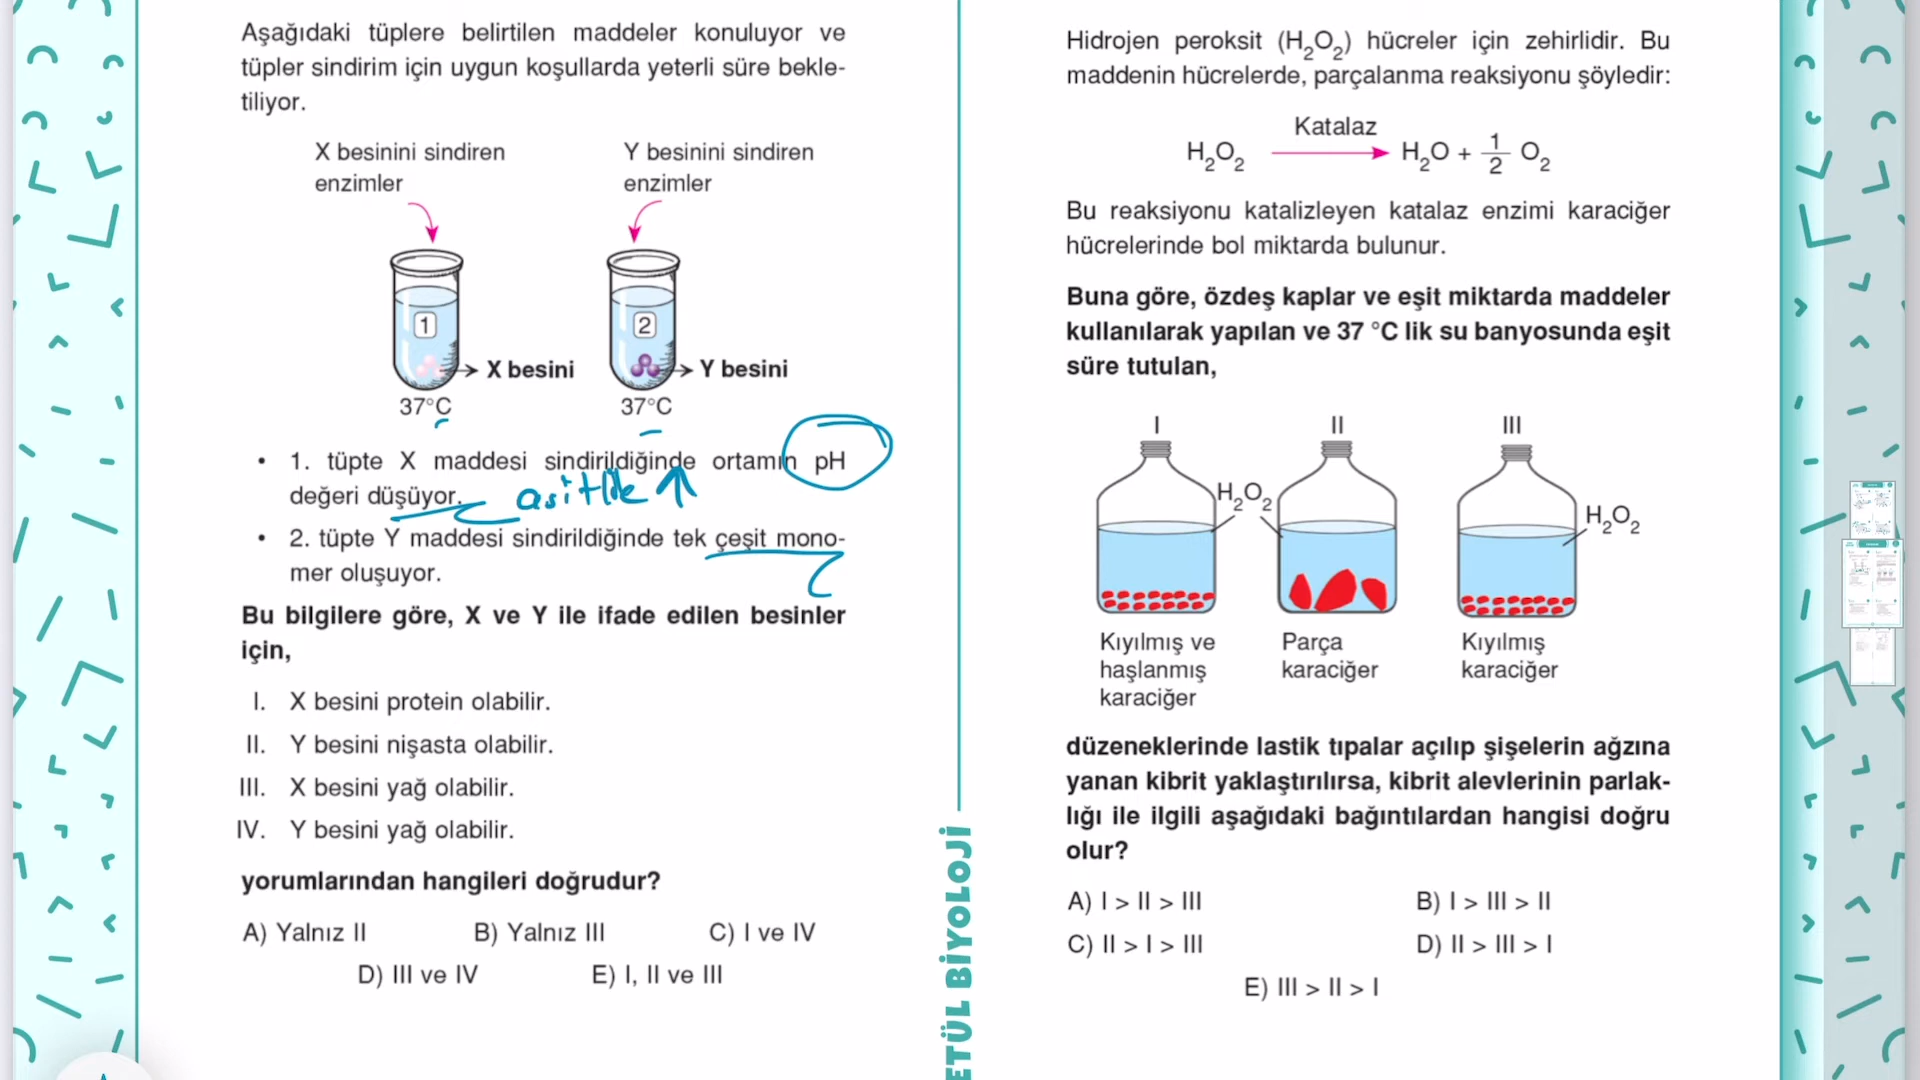 Aşağıdaki tüplere belirtilen maddeler konuluyor ve
tüpler sindirim için uygun koşullarda yeterli süre bekle-
tiliyor.
X besinini sindiren
enzimler
Y besinini sindiren
enzimler
1
2
X besini
Y besini
37°C
37°C
• 1. tüpte X maddesi sindirildiğinde ortamın pH
değeri düşüyor.
asitlik ↑
• 2. tüpte Y maddesi sindirildiğinde tek çeşit mono-
mer oluşuyor.
Bu bilgilere göre, X ve Y ile ifade edilen besinler
için,
I. X besini protein olabilir.
II. Y besini nişasta olabilir.
III. X besini yağ olabilir.
IV. Y besini yağ olabilir.
yorumlarından hangileri doğrudur?
A) Yalnız II B) Yalnız III C) I ve IV
D) III ve IV E) I, II ve III
ETÜL BİYOLOJİ
Hidrojen peroksit (H₂O₂) hücreler için zehirlidir. Bu
maddenin hücrelerde, parçalanma reaksiyonu şöyledir:
Katalaz
H₂O₂ → H₂O + 1/2 O₂
Bu reaksiyonu katalizleyen katalaz enzimi karaciğer
hücrelerinde bol miktarda bulunur.
Buna göre, özdeş kaplar ve eşit miktarda maddeler
kullanılarak yapılan ve 37 °C lik su banyosunda eşit
süre tutulan,
I II III
H₂O₂
H₂O₂
Kıyılmış ve
haşlanmış
karaciğer
Parça
karaciğer
Kıyılmış
karaciğer
düzeneklerinde lastik tıpalar açılıp şişelerin ağzına
yanan kibrit yaklaştırılırsa, kibrit alevlerinin parlak-
lığı ile ilgili aşağıdaki bağıntılardan hangisi doğru
olur?
A) I > II > III B) I > III > II
C) II > I > III D) II > III > I
E) III > II > I